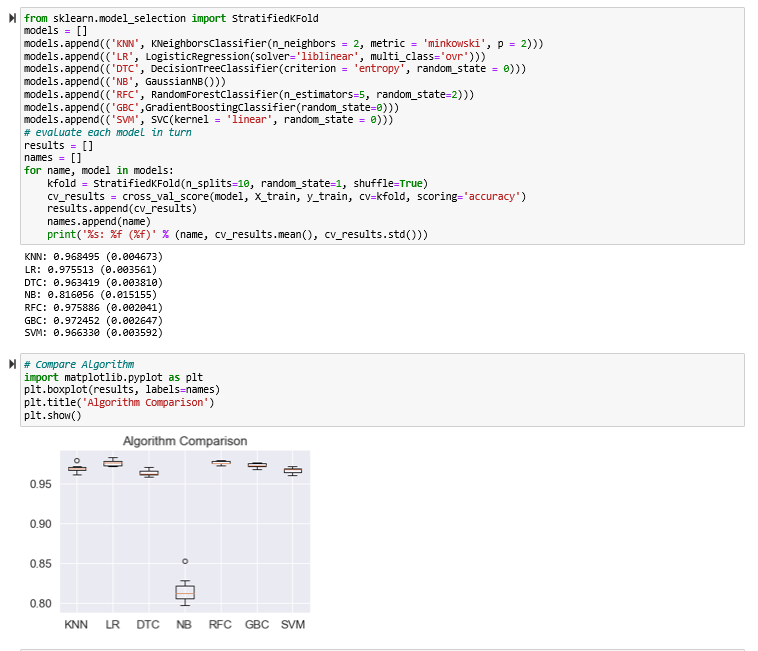 from sklearn.model_selection import StratifiedKFold
models = []
models.append(('KNN', KNeighborsClassifier(n_neighbors = 2, metric = 'minkowski', p = 2)))
models.append(('LR', LogisticRegression(solver='liblinear', multi_class='ovr')))
models.append(('DTC', DecisionTreeClassifier(criterion = 'entropy', random_state = 0)))
models.append(('NB', GaussianNB()))
models.append(('RFC', RandomForestClassifier(n_estimators=5, random_state=2)))
models.append(('GBC',GradientBoostingClassifier(random_state=0)))
models.append(('SVM', SVC(kernel = 'linear', random_state = 0)))
# evaluate each model in turn
results = []
names = []
for name, model in models:
    kfold = StratifiedKFold(n_splits=10, random_state=1, shuffle=True)
    cv_results = cross_val_score(model, X_train, y_train, cv=kfold, scoring='accuracy')
    results.append(cv_results)
    names.append(name)
    print('%s: %f (%f)' % (name, cv_results.mean(), cv_results.std()))
KNN: 0.968495 (0.004673)
LR: 0.975513 (0.003561)
DTC: 0.963419 (0.003810)
NB: 0.816056 (0.015155)
RFC: 0.975886 (0.002041)
GBC: 0.972452 (0.002647)
SVM: 0.966330 (0.003592)
# Compare Algorithm
import matplotlib.pyplot as plt
plt.boxplot(results, labels=names)
plt.title('Algorithm Comparison')
plt.show()
Algorithm Comparison
0.95
0.90
0.85
0.80
KNN LR DTC NB RFC GBC SVM